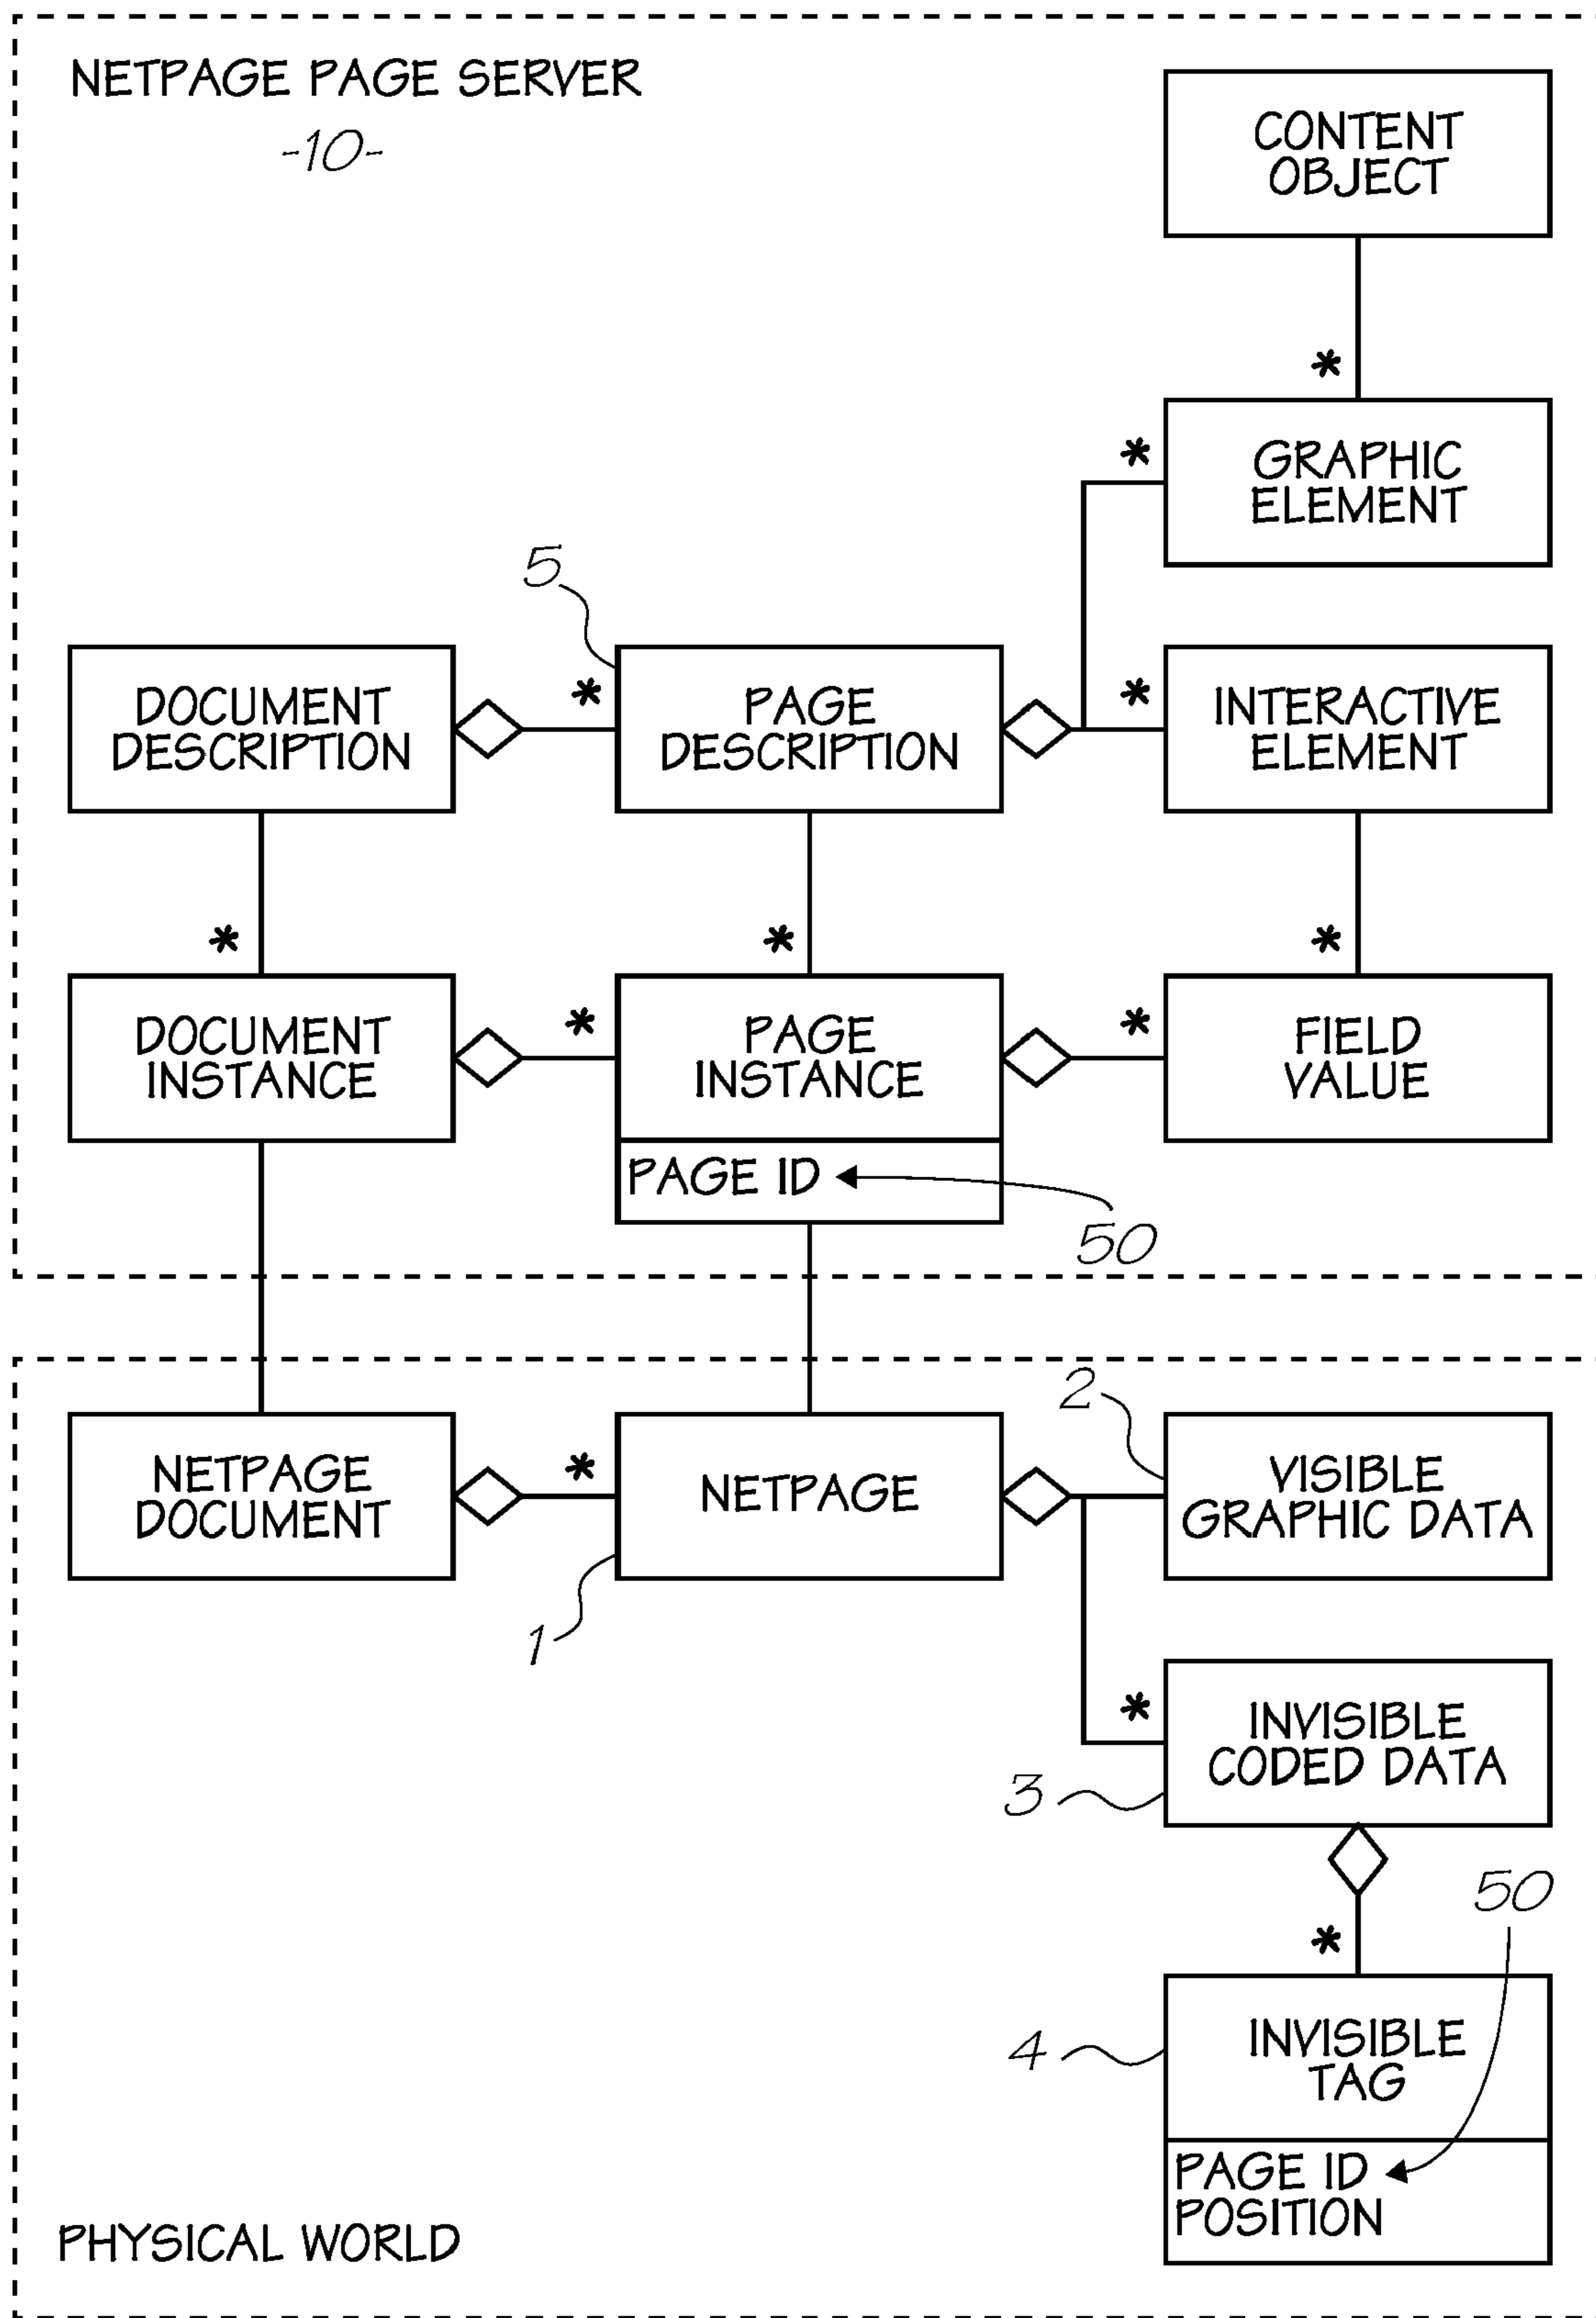 NETPAGE PAGE SERVER
-10-
CONTENT
OBJECT
*
GRAPHIC
ELEMENT
*
5
DOCUMENT
DESCRIPTION
*
PAGE
DESCRIPTION
*
INTERACTIVE
ELEMENT
*
*
*
DOCUMENT
INSTANCE
*
PAGE
INSTANCE
*
FIELD
VALUE
PAGE ID
50
2
NETPAGE
DOCUMENT
*
NETPAGE
VISIBLE
GRAPHIC DATA
1
*
INVISIBLE
CODED DATA
3
50
*
4
INVISIBLE
TAG
PAGE ID
POSITION
PHYSICAL WORLD